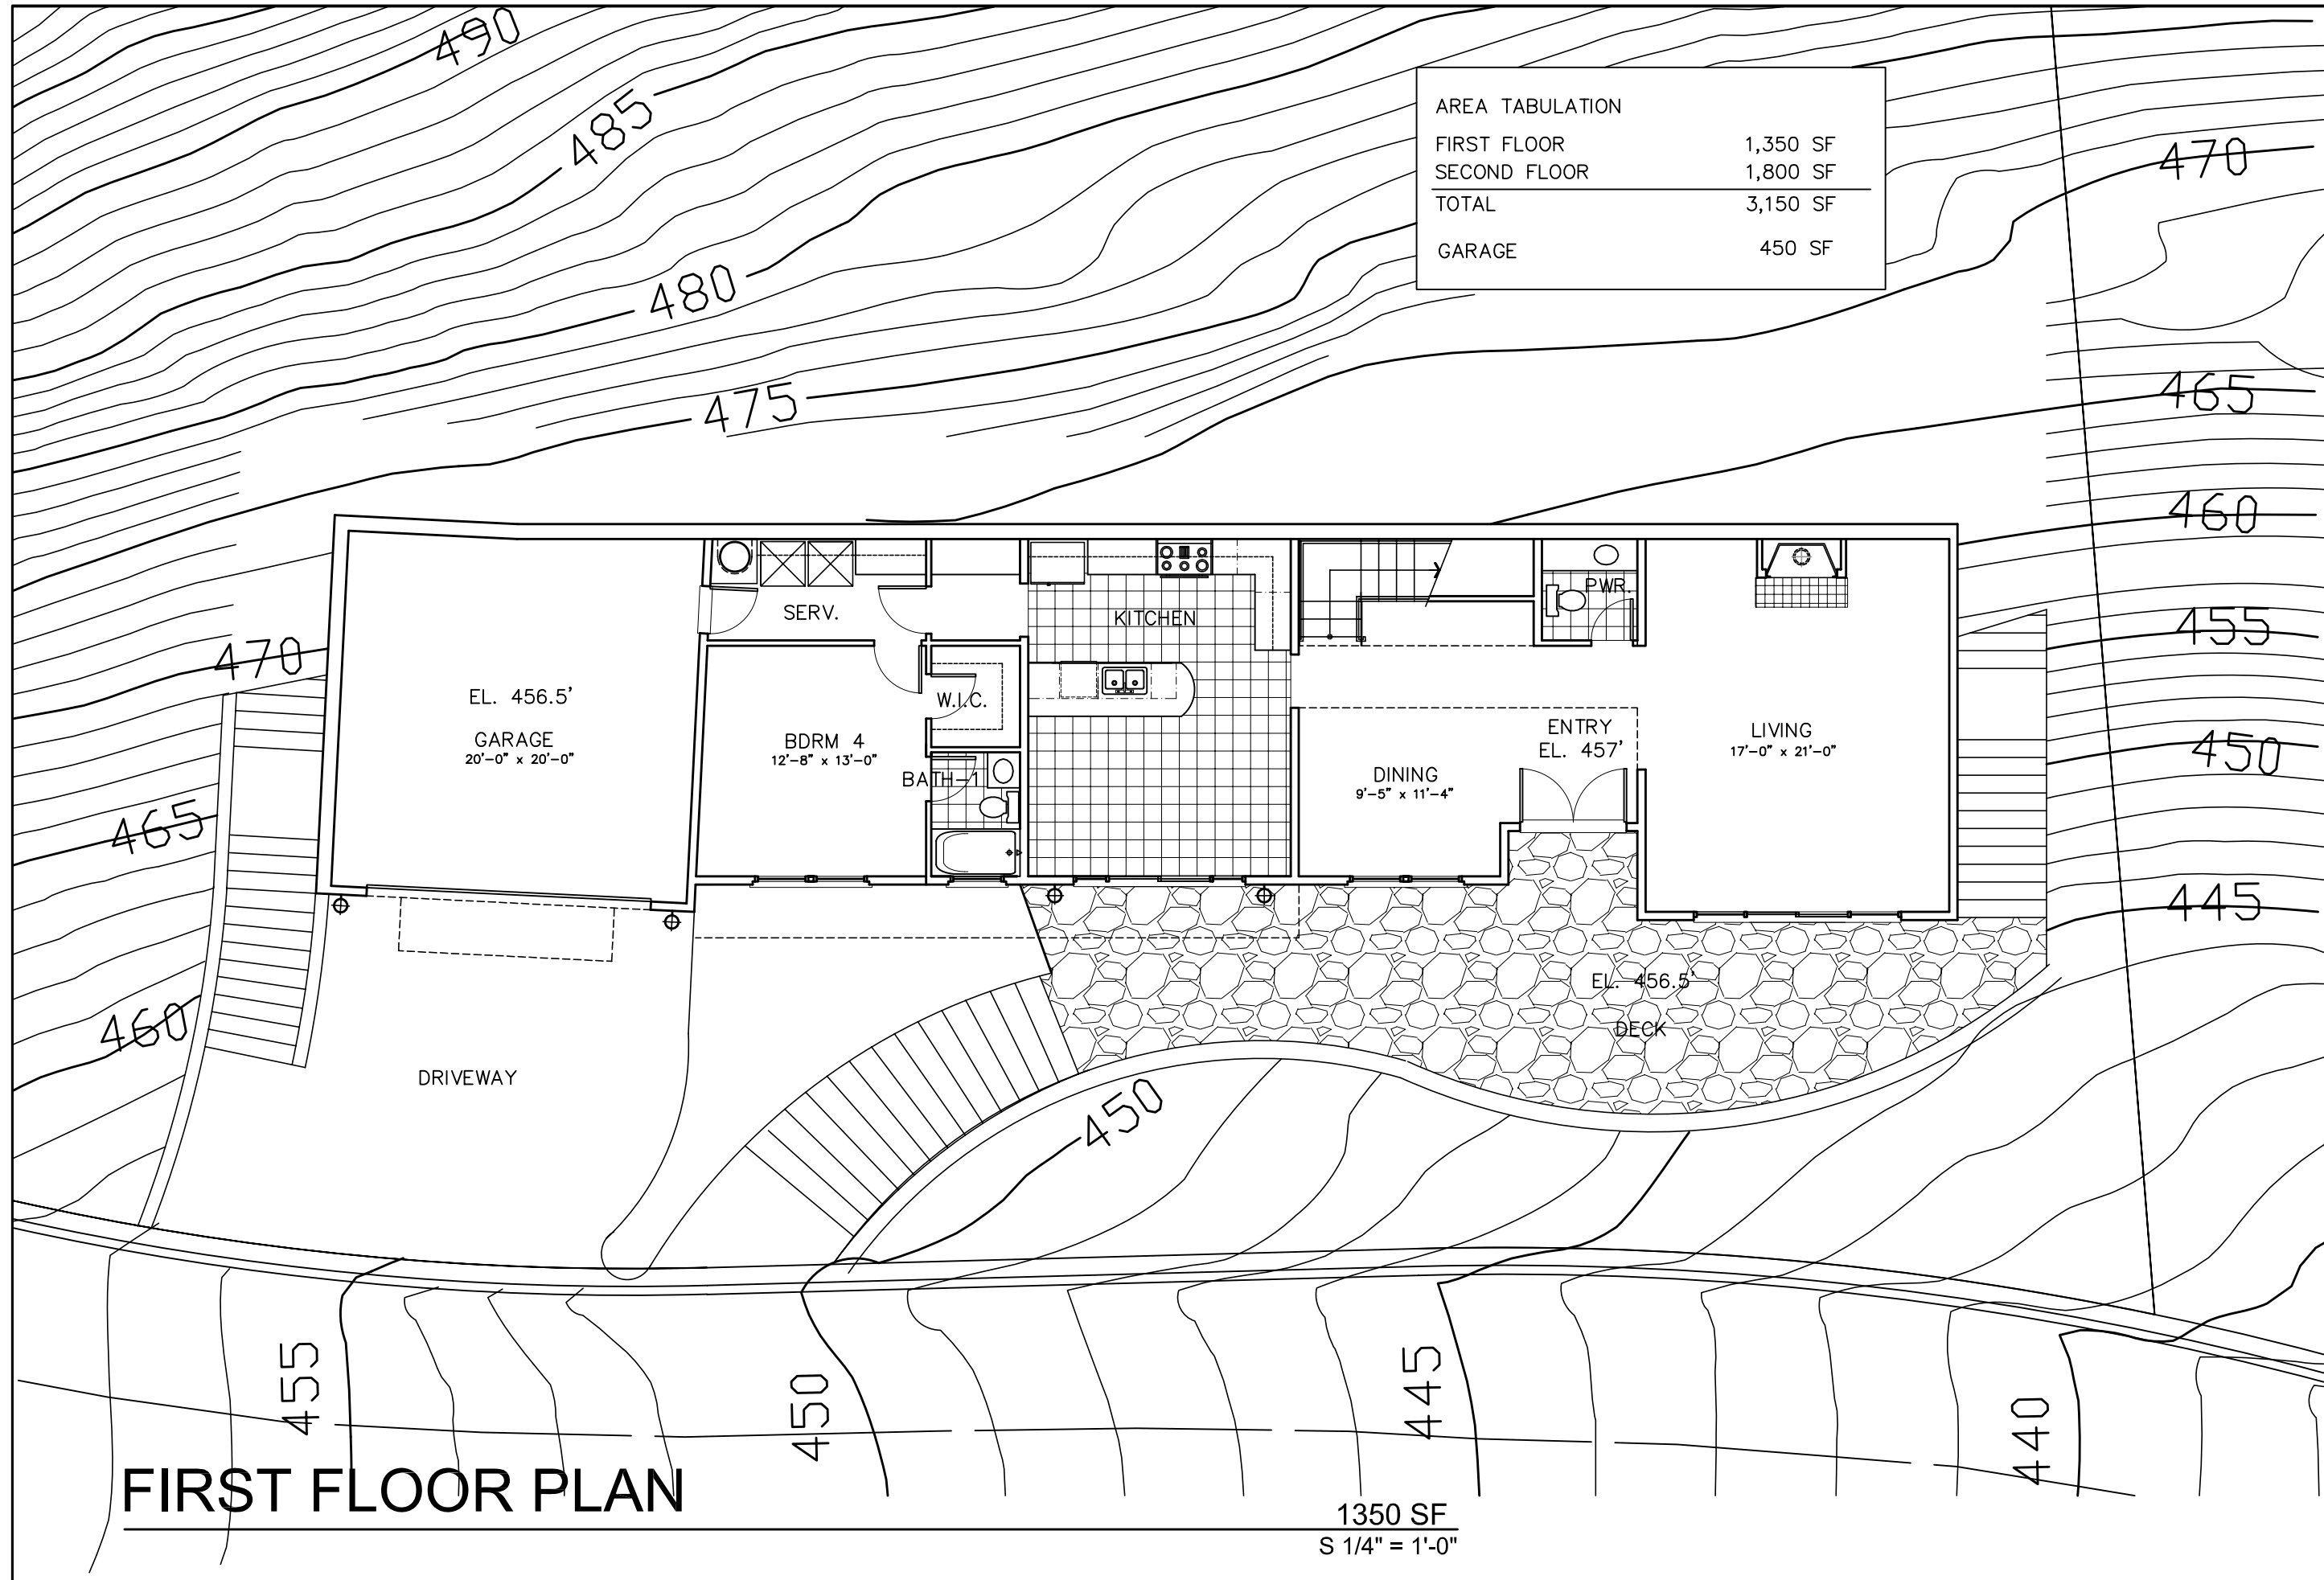 490
485
AREA TABULATION
FIRST FLOOR 1,350 SF
SECOND FLOOR 1,800 SF
TOTAL 3,150 SF
GARAGE 450 SF
470
480
475
465
460
455
450
445
470
465
460
SERV.
KITCHEN
PWR.
EL. 456.5'
GARAGE
20'-0" x 20'-0"
BDRM 4
12'-8" x 13'-0"
W.I.C.
BATH-1
ENTRY
EL. 457'
LIVING
17'-0" x 21'-0"
DINING
9'-5" x 11'-4"
EL. 456.5'
DECK
DRIVEWAY
450
455
450
445
440
FIRST FLOOR PLAN
1350 SF
S 1/4" = 1'-0"